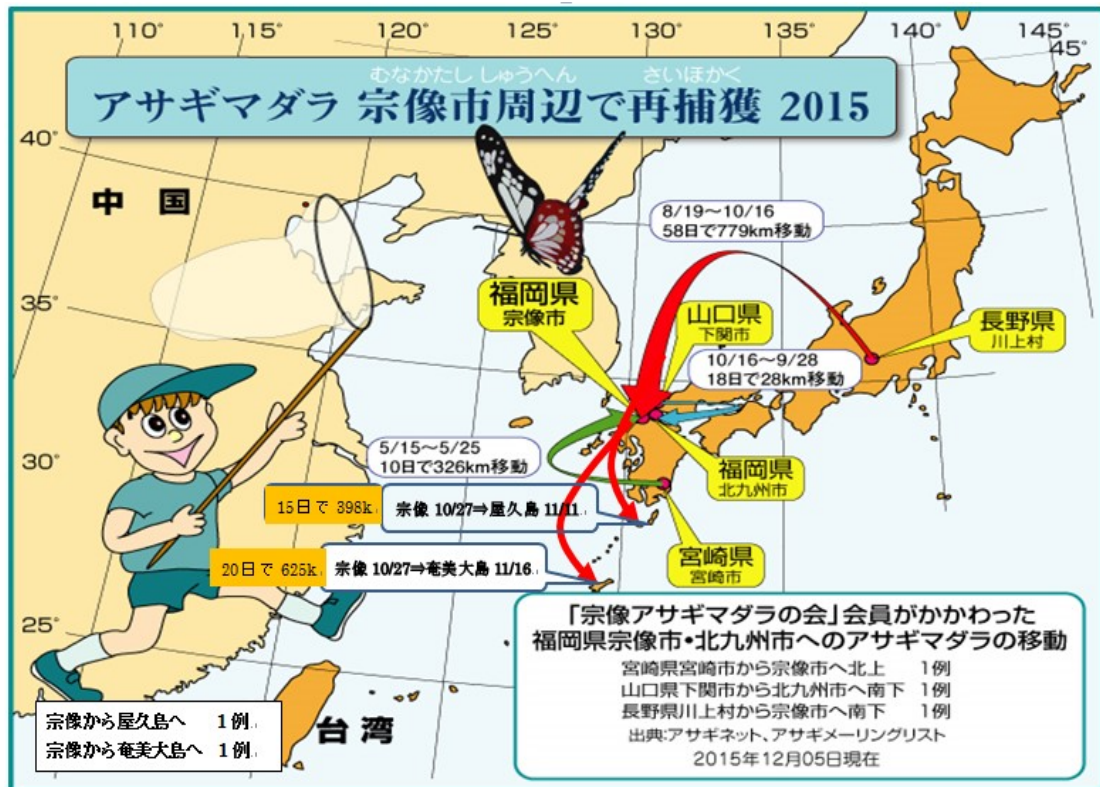 110°
115°
120°
125°
130°
135°
140°
145°
45°
むなかたし しゅうへん さいほかく
アサギマダラ 宗像市周辺で再捕獲 2015
40°
中 国
8/19～10/16
58日で779km移動
福岡県
宗像市
山口県
下関市
長野県
川上村
35°
10/16～9/28
18日で28km移動
30°
5/15～5/25
10日で326km移動
福岡県
北九州市
15日で 398k
宗像 10/27⇒屋久島 11/11
20日で 625k
宗像 10/27⇒奄美大島 11/16
宮崎県
宮崎市
25°
「宗像アサギマダラの会」会員がかかわった
福岡県宗像市・北九州市へのアサギマダラの移動
宮崎県宮崎市から宗像市へ北上 1例
山口県下関市から北九州市へ南下 1例
長野県川上村から宗像市へ南下 1例
出典:アサギネット、アサギメーリングリスト
2015年12月05日現在
宗像から屋久島へ 1例
宗像から奄美大島へ 1例
台 湾